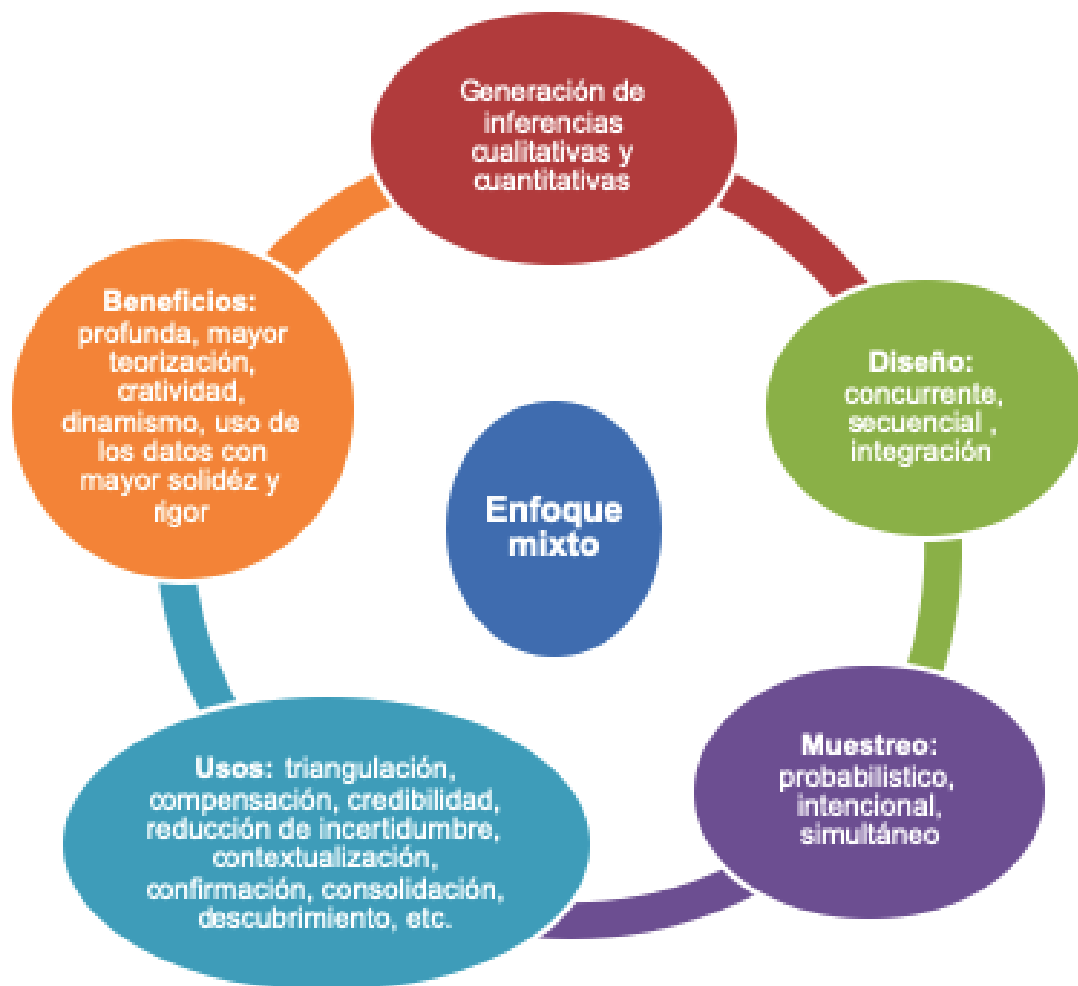 Generación de
inferencias
cualitativas y
cuantitativas
Diseño:
concurrente,
secuencial ,
integración
Muestreo:
probabilistico,
intencional,
simultáneo
Usos: triangulación,
compensación, credibilidad,
reducción de incertidumbre,
contextualización,
confirmación, consolidación,
descubrimiento, etc.
Beneficios:
profunda, mayor
teorización,
cratividad,
dinamismo, uso de
los datos con
mayor solidéz y
rigor
Enfoque
mixto